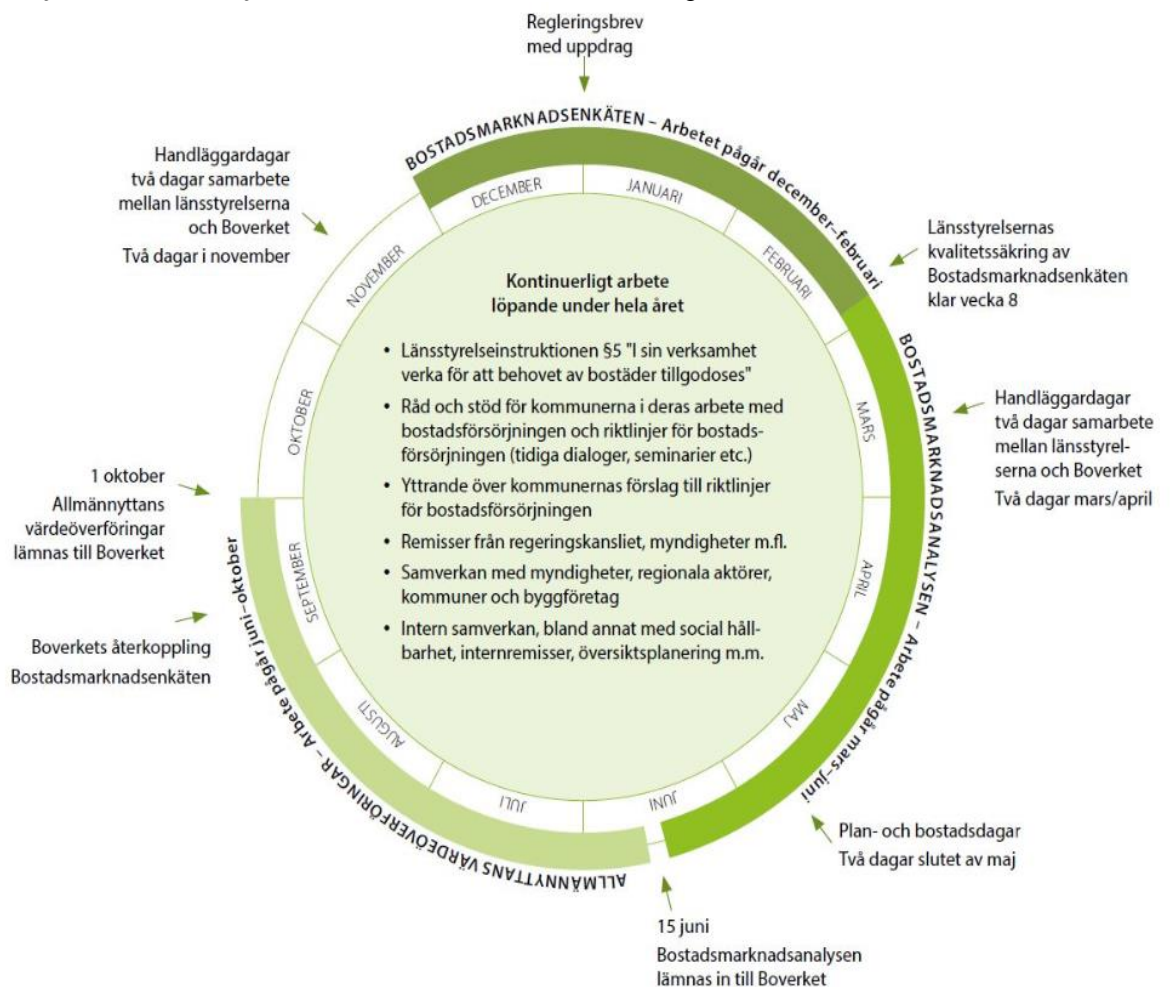 Regleringsbrev
med uppdrag
BOSTADSMARKNADSENKÄTEN – Arbetet pågår december–februari
Handläggardagar
två dagar samarbete
mellan länsstyrelserna
och Boverket
Två dagar i november
DECEMBER
JANUARI
FEBRUARI
MARS
APRIL
MAJ
JUNI
JULI
AUGUSTI
SEPTEMBER
OKTOBER
NOVEMBER
Länsstyrelsernas
kvalitetssäkring av
Bostadsmarknadsenkäten
klar vecka 8
BOSTADSMARKNADSANALYSEN – Arbete pågår mars–juni
Handläggardagar
två dagar samarbete
mellan länsstyrel-
serna och Boverket
Två dagar mars/april
Kontinuerligt arbete
löpande under hela året
• Länsstyrelseinstruktionen §5 "I sin verksamhet
verka för att behovet av bostäder tillgodoses"
• Råd och stöd för kommunerna i deras arbete med
bostadsförsörjningen och riktlinjer för bostads-
försörjningen (tidiga dialoger, seminarier etc.)
• Yttrande över kommunernas förslag till riktlinjer
för bostadsförsörjningen
• Remisser från regeringskansliet, myndigheter m.fl.
• Samverkan med myndigheter, regionala aktörer,
kommuner och byggföretag
• Intern samverkan, bland annat med social håll-
barhet, internremisser, översiktsplanering m.m.
Plan- och bostadsdagar
Två dagar slutet av maj
15 juni
Bostadsmarknadsanalysen
lämnas in till Boverket
ALLMÄNNYTTANS VÄRDEÖVERFÖRINGAR – Arbete pågår juni–oktober
Boverkets återkoppling
Bostadsmarknadsenkäten
1 oktober
Allmännyttans
värdeöverföringar
lämnas till Boverket